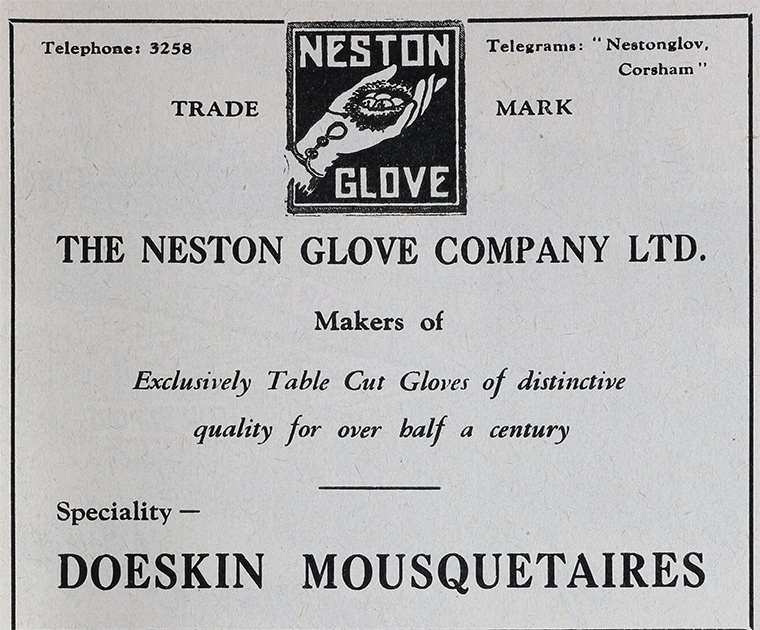 Telephone: 3258
NESTON
GLOVE
Telegrams: "Nestonglov,
Corsham"
TRADE MARK
THE NESTON GLOVE COMPANY LTD.
Makers of
Exclusively Table Cut Gloves of distinctive
quality for over half a century
Speciality —
DOESKIN MOUSQUETAIRES